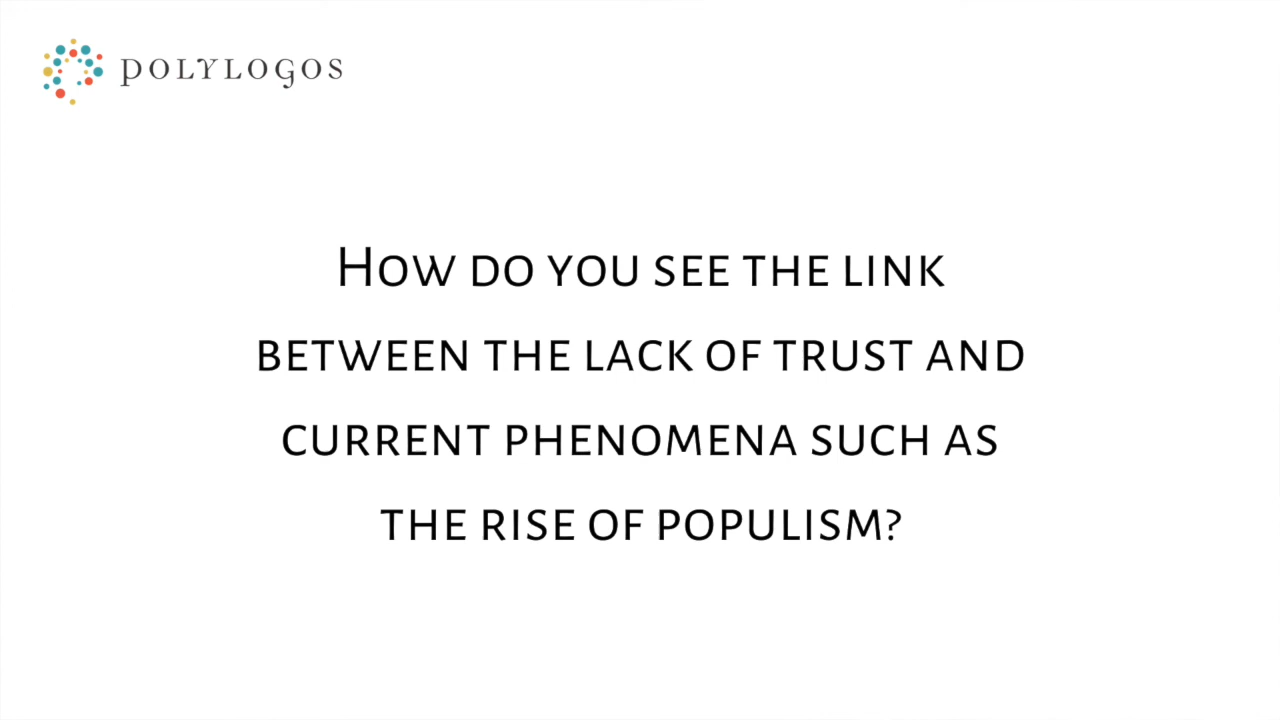 POLYLOGOS
HOW DO YOU SEE THE LINK
BETWEEN THE LACK OF TRUST AND
CURRENT PHENOMENA SUCH AS
THE RISE OF POPULISM?